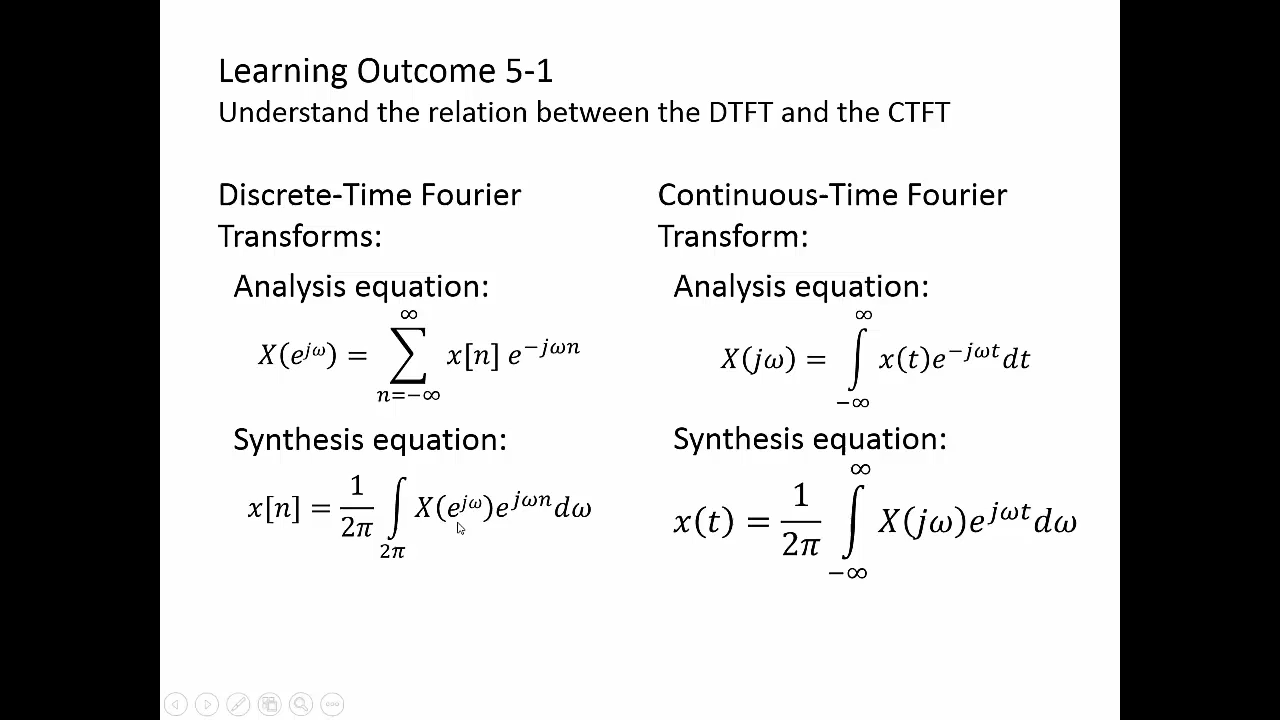 Learning Outcome 5-1
Understand the relation between the DTFT and the CTFT
Discrete-Time Fourier
Transforms:
Analysis equation:
X(e^{jω}) = ∑_{n=−∞}^{∞} x[n] e^{−jωn}
Synthesis equation:
x[n] = \frac{1}{2π} ∫_{2π} X(e^{jω})e^{jωn}dω
Continuous-Time Fourier
Transform:
Analysis equation:
X(jω) = ∫_{−∞}^{∞} x(t)e^{−jωt}dt
Synthesis equation:
x(t) = \frac{1}{2π} ∫_{−∞}^{∞} X(jω)e^{jωt}dω